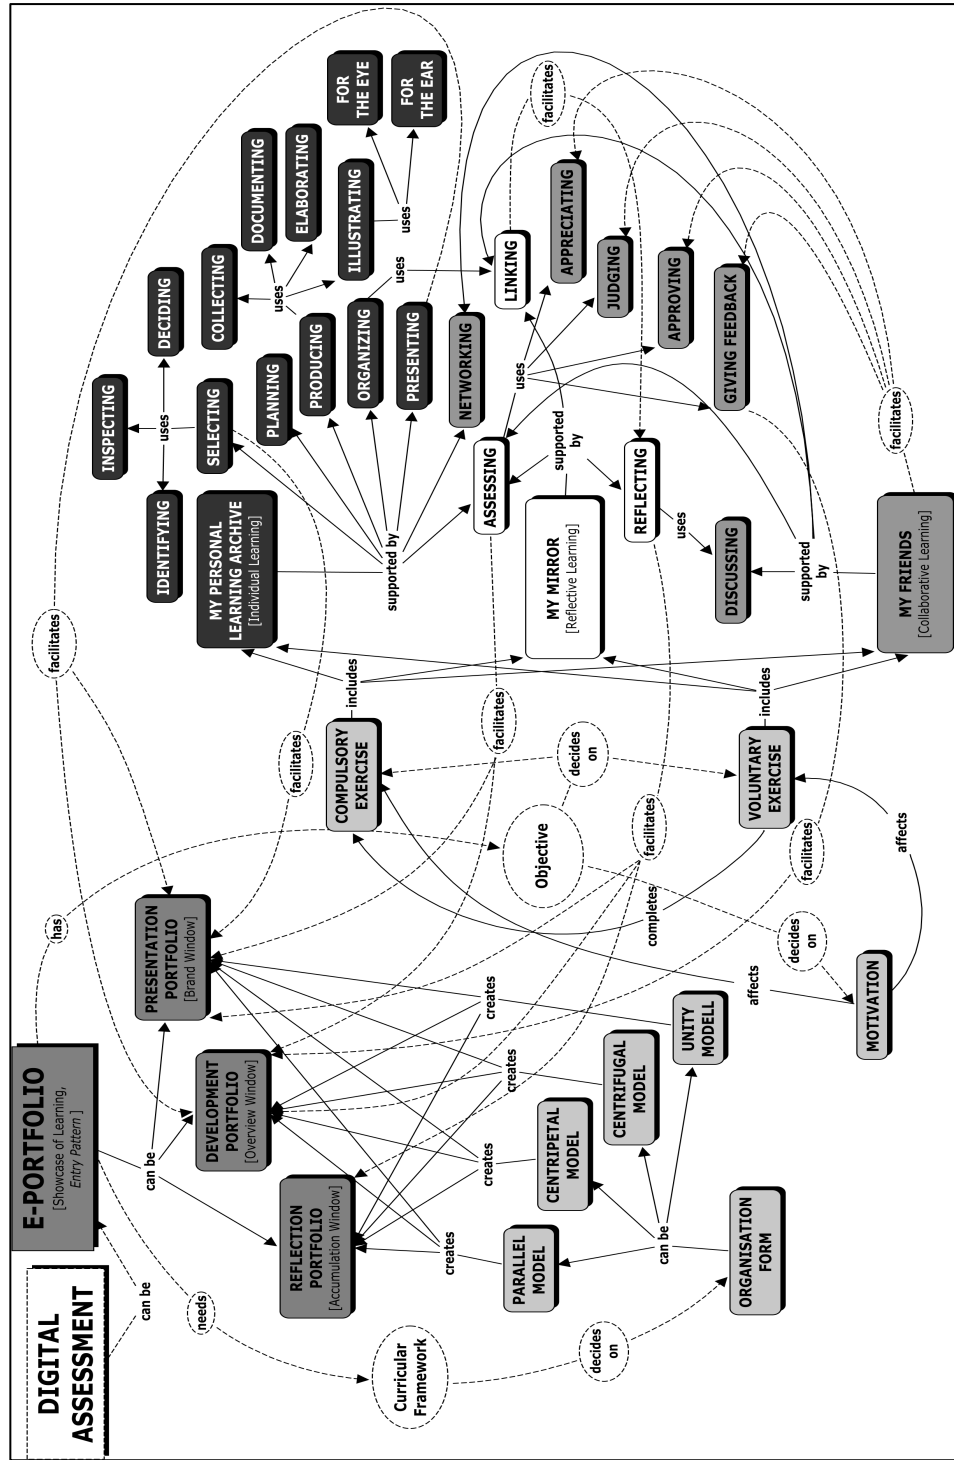 DIGITAL
ASSESSMENT
can be
E-PORTFOLIO
[Showcase of Learning,
Entry Pattern ]
has
needs
can be
PRESENTATION
PORTFOLIO
[Brand Window]
DEVELOPMENT
PORTFOLIO
[Overview Window]
REFLECTION
PORTFOLIO
[Accumulation Window]
Curricular
Framework
decides
on
creates
creates
creates
creates
PARALLEL
MODEL
CENTRIPETAL
MODEL
CENTRIFUGAL
MODEL
UNITY
MODELL
can be
ORGANISATION
FORM
facilitates
facilitates
facilitates
facilitates
facilitates
Objective
decides
on
decides
on
COMPULSORY
EXERCISE
includes
VOLUNTARY
EXERCISE
includes
completes
affects
affects
MOTIVATION
MY PERSONAL
LEARNING ARCHIVE
[Individual Learning]
supported by
IDENTIFYING
INSPECTING
DECIDING
uses
SELECTING
PLANNING
PRODUCING
ORGANIZING
PRESENTING
NETWORKING
uses
COLLECTING
DOCUMENTING
ELABORATING
ILLUSTRATING
uses
FOR
THE EYE
FOR
THE EAR
uses
LINKING
facilitates
MY MIRROR
[Reflective Learning]
supported
by
ASSESSING
REFLECTING
uses
APPRECIATING
JUDGING
APPROVING
GIVING FEEDBACK
uses
DISCUSSING
MY FRIENDS
[Collaborative Learning]
supported
by
facilitates